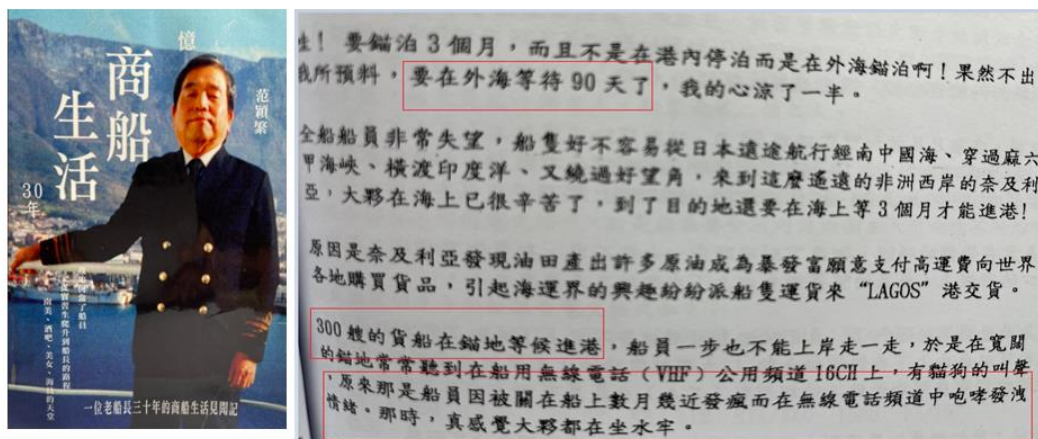 憶
商船
生活
30年
范穎繁
一位老船長三十年的商船生活見聞記
！要錨泊3個月，而且不是在港內停泊而是在外海錨泊啊！果然不出
我所預料，要在外海等待90天了，我的心涼了一半。
全船船員非常失望，船隻好不容易從日本遠途航行經南中國海、穿過麻六
甲海峽、橫渡印度洋、又繞過好望角，來到這麼遙遠的非洲西岸的奈及利
亞，大夥在海上已很辛苦了，到了目的地還要在海上等3個月才能進港！
原因是奈及利亞發現油田產出許多原油成為暴發富願意支付高運費向世界
各地購買貨品，引起海運界的興趣紛紛派船隻運貨來“LAGOS”港交貨。
300艘的貨船在錨地等候進港，船員一步也不能上岸走一走，於是在寬闊
的錨地常常聽到在船用無線電話（VHF）公用頻道16CH上，有貓狗的叫聲
，原來那是船員因被關在船上數月幾近發瘋而在無線電話頻道中咆哮發洩
情緒。那時，真感覺大夥都在坐水牢。